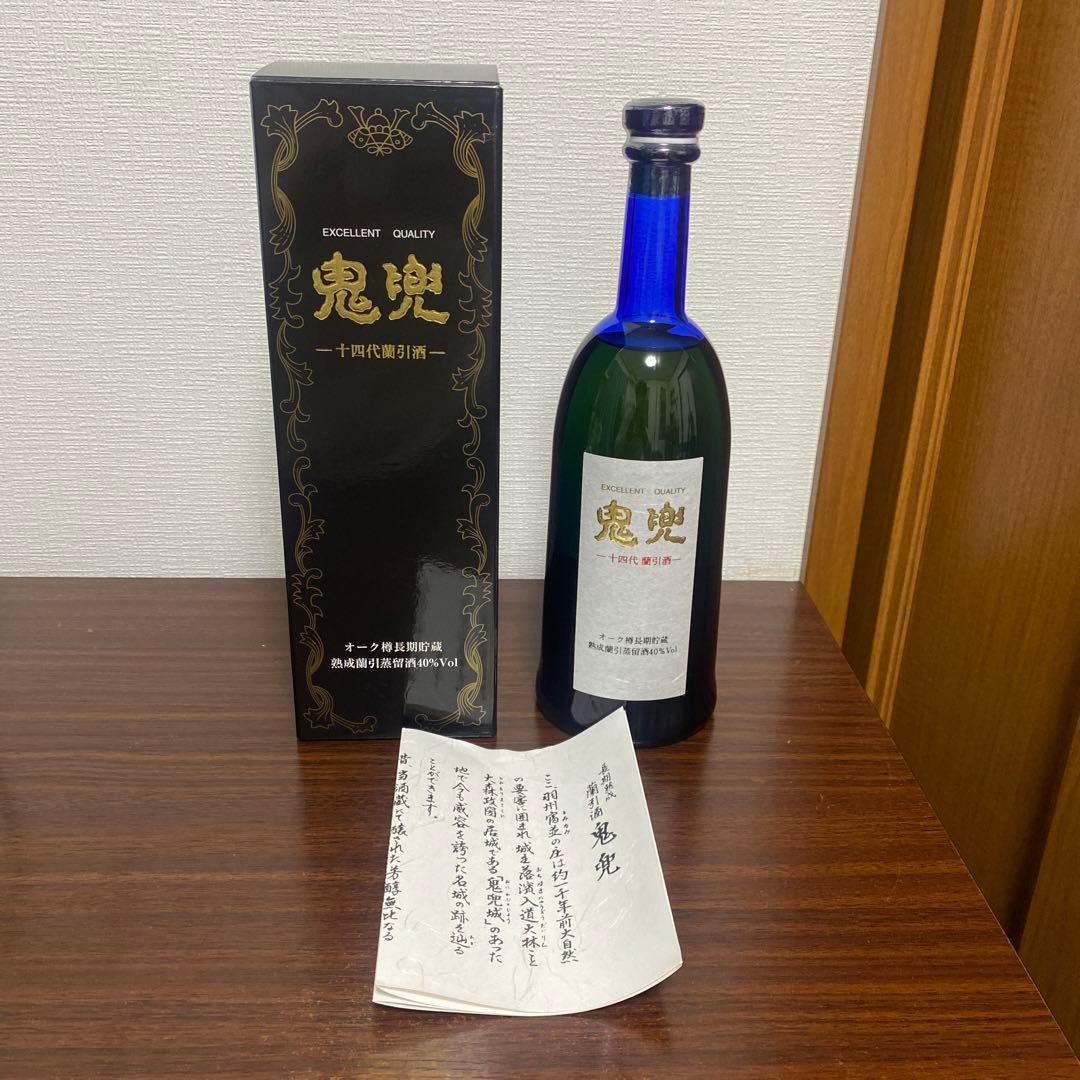 EXCELLENT QUALITY
鬼兜
―十四代蘭引酒―
オーク樽長期貯蔵
熟成蘭引蒸留酒40%Vol
EXCELLENT QUALITY
鬼兜
―十四代 蘭引酒―
オーク樽長期貯蔵
熟成蘭引蒸留酒40%Vol
長期熟成
蘭引酒 鬼兜
ここ羽州富並の庄は約一千年前大自然
の要害に囲まれ城主落濱入道大林こと
大森政国の居城である「鬼兜城」のあった
地で今も威容を誇った名城の跡を辿る
ことができます。
昔、当酒蔵にて醸された芳醇無比なる